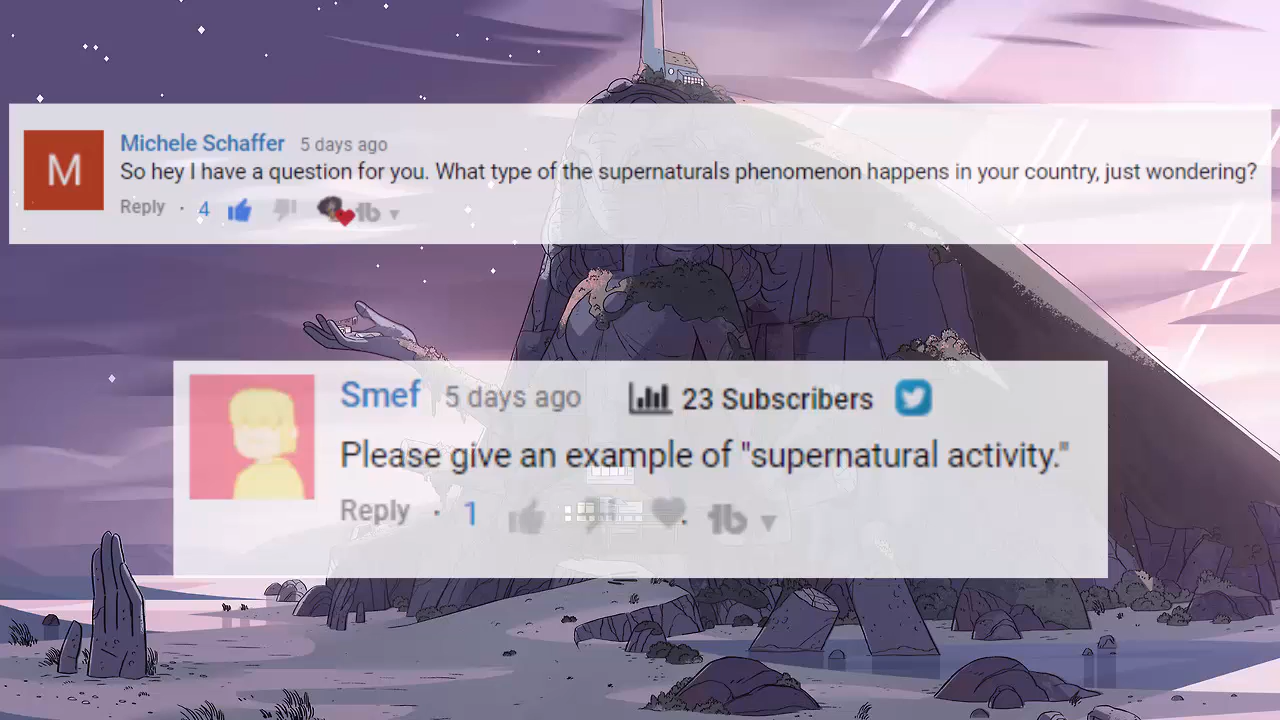 M
Michele Schaffer 5 days ago
So hey I have a question for you. What type of the supernaturals phenomenon happens in your country, just wondering?
Reply · 4 tb
Smef 5 days ago 23 Subscribers
Please give an example of "supernatural activity."
Reply · 1 tb